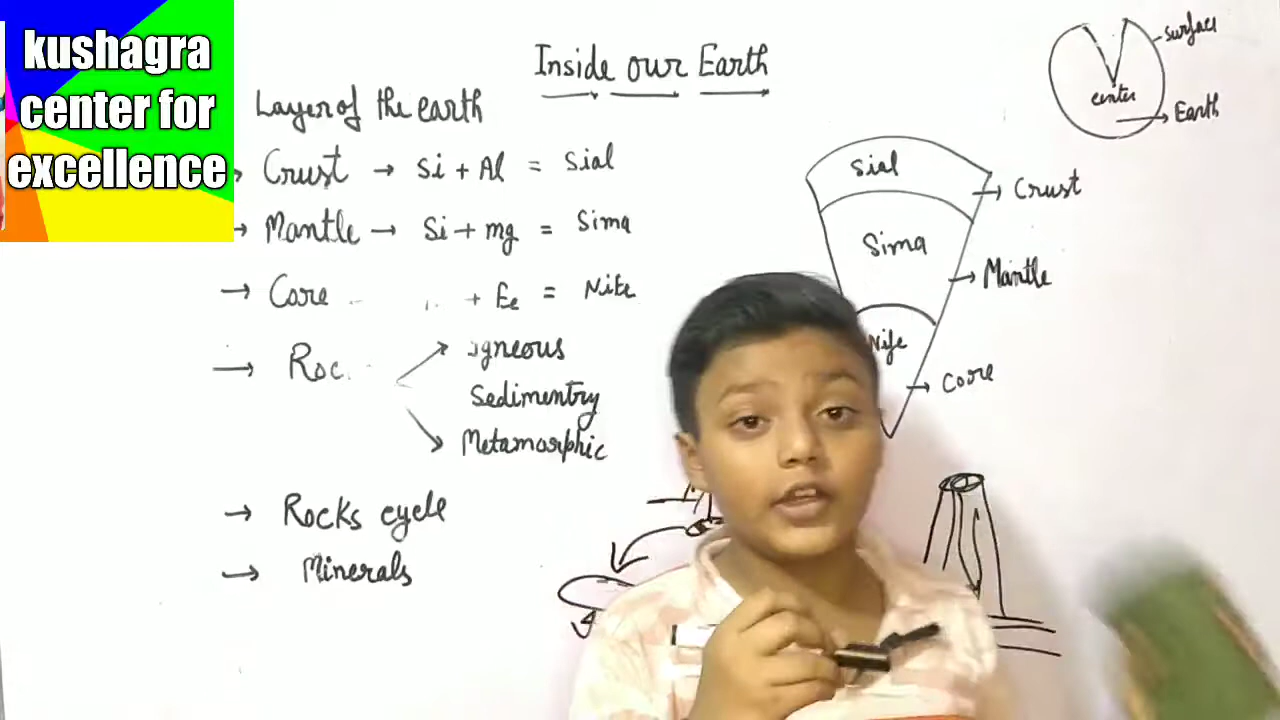 kushagra
center for
excellence
Inside our Earth
Layer of the earth
→ Crust → Si + Al = Sial
→ Mantle → Si + mg = Sima
→ Core + Fe = Nife
→ Roc
Igneous
Sedimentry
Metamorphic
→ Rocks cycle
→ Minerals
surface
center
→ Earth
Sial
→ Crust
Sima
→ Mantle
Nife
→ Core